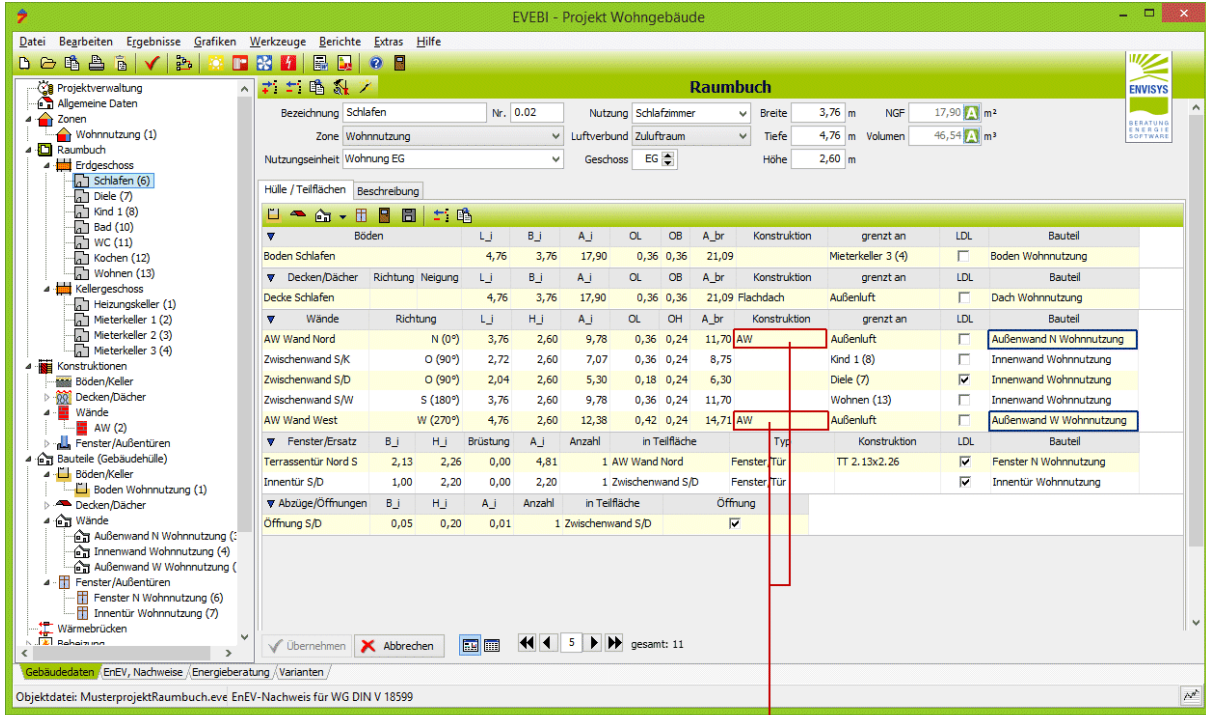 EVEBI - Projekt Wohngebäude
Datei Bearbeiten Ergebnisse Grafiken Werkzeuge Berichte Extras Hilfe
Projektverwaltung
Allgemeine Daten
Zonen
Wohnnutzung (1)
Raumbuch
Erdgeschoss
Schlafen (6)
Diele (7)
Kind 1 (8)
Bad (10)
WC (11)
Kochen (12)
Wohnen (13)
Kellergeschoss
Heizungskeller (1)
Mieterkeller 1 (2)
Mieterkeller 2 (3)
Mieterkeller 3 (4)
Konstruktionen
Böden/Keller
Decken/Dächer
Wände
AW (2)
Fenster/Außentüren
Bauteile (Gebäudehülle)
Böden/Keller
Boden Wohnnutzung (1)
Decken/Dächer
Wände
Außenwand N Wohnnutzung (
Innenwand Wohnnutzung (4)
Außenwand W Wohnnutzung (
Fenster/Außentüren
Fenster N Wohnnutzung (6)
Innentür Wohnnutzung (7)
Wärmebrücken
Beheizung
Raumbuch
ENVISYS
BERATUNG
ENERGIE
SOFTWARE
Bezeichnung Schlafen Nr. 0.02 Nutzung Schlafzimmer Breite 3,76 m NGF 17,90 A m²
Zone Wohnnutzung Luftverbund Zuluftraum Tiefe 4,76 m Volumen 46,54 A m³
Nutzungseinheit Wohnung EG Geschoss EG Höhe 2,60 m
Hülle / Teilflächen Beschreibung
Böden L_i B_i A_i OL OB A_br Konstruktion grenzt an LDL Bauteil
Boden Schlafen 4,76 3,76 17,90 0,36 0,36 21,09 Mieterkeller 3 (4) Boden Wohnnutzung
Decken/Dächer Richtung Neigung L_i B_i A_i OL OB A_br Konstruktion grenzt an LDL Bauteil
Decke Schlafen 4,76 3,76 17,90 0,36 0,36 21,09 Flachdach Außenluft Dach Wohnnutzung
Wände Richtung L_i H_i A_i OL OH A_br Konstruktion grenzt an LDL Bauteil
AW Wand Nord N (0°) 3,76 2,60 9,78 0,36 0,24 11,70 AW Außenluft Außenwand N Wohnnutzung
Zwischenwand S/K O (90°) 2,72 2,60 7,07 0,36 0,24 8,75 Kind 1 (8) Innenwand Wohnnutzung
Zwischenwand S/D O (90°) 2,04 2,60 5,30 0,18 0,24 6,30 Diele (7) Innenwand Wohnnutzung
Zwischenwand S/W S (180°) 3,76 2,60 9,78 0,36 0,24 11,70 Wohnen (13) Innenwand Wohnnutzung
AW Wand West W (270°) 4,76 2,60 12,38 0,42 0,24 14,71 AW Außenluft Außenwand W Wohnnutzung
Fenster/Ersatz B_i H_i Brüstung A_i Anzahl in Teilfläche Typ Konstruktion LDL Bauteil
Terrassentür Nord S 2,13 2,26 0,00 4,81 1 AW Wand Nord Fenster,Tür TT 2.13x2.26 Fenster N Wohnnutzung
Innentür S/D 1,00 2,20 0,00 2,20 1 Zwischenwand S/D Fenster,Tür Innentür Wohnnutzung
Abzüge/Öffnungen B_i H_i A_i Anzahl in Teilfläche Öffnung
Öffnung S/D 0,05 0,20 0,01 1 Zwischenwand S/D
Übernehmen Abbrechen 5 gesamt: 11
Gebäudedaten EnEV, Nachweise Energieberatung Varianten
Objektdatei: MusterprojektRaumbuch.eve EnEV-Nachweis für WG DIN V 18599